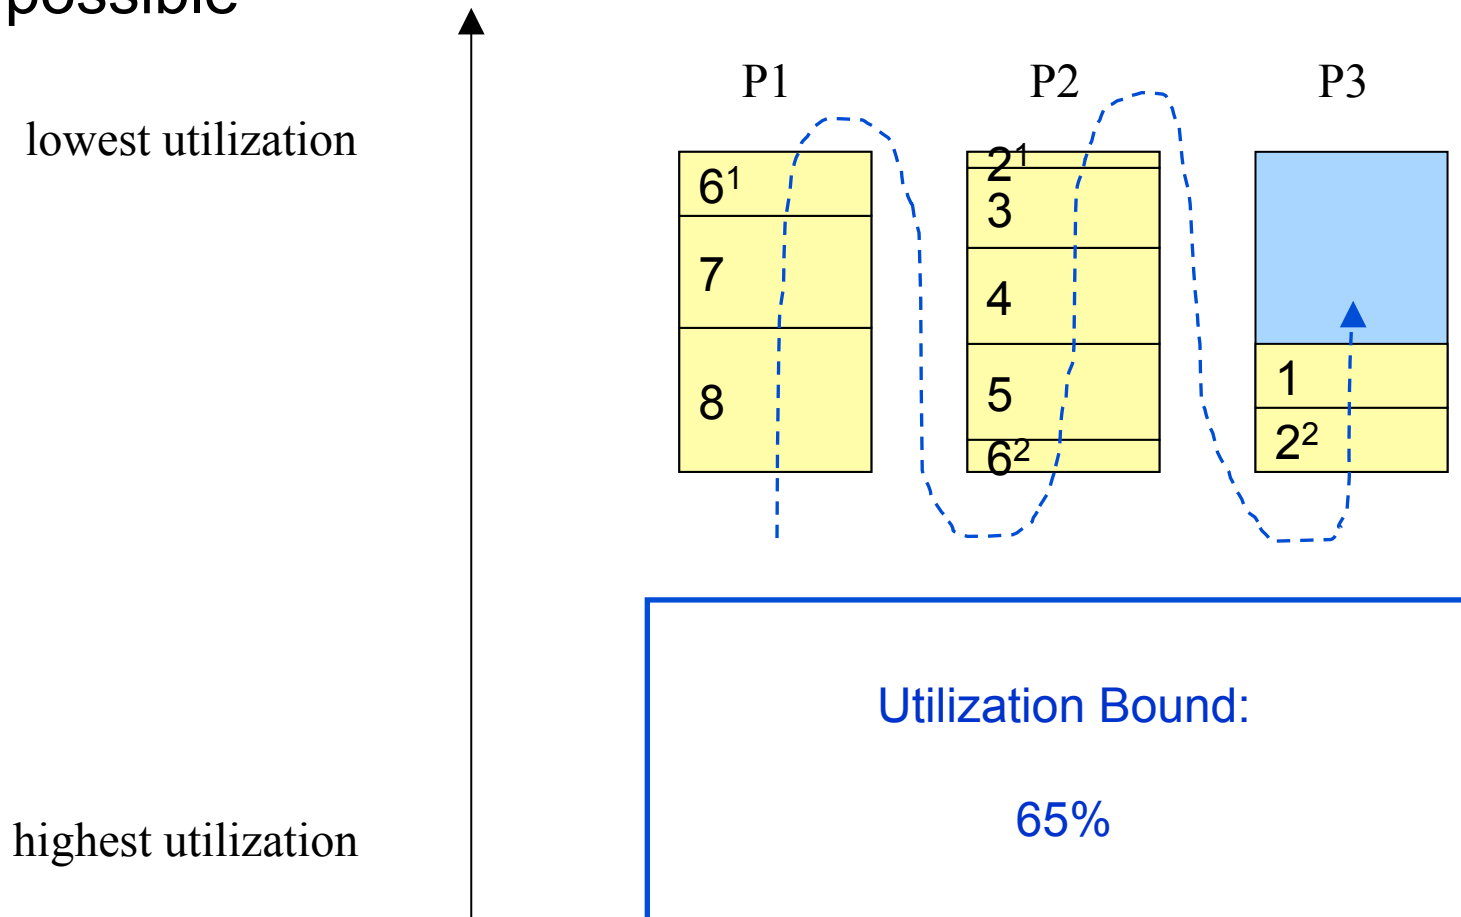 possible
lowest utilization
highest utilization
P1
6¹
7
8
P2
2¹
3
4
5
6²
P3
1
2²
Utilization Bound:
65%